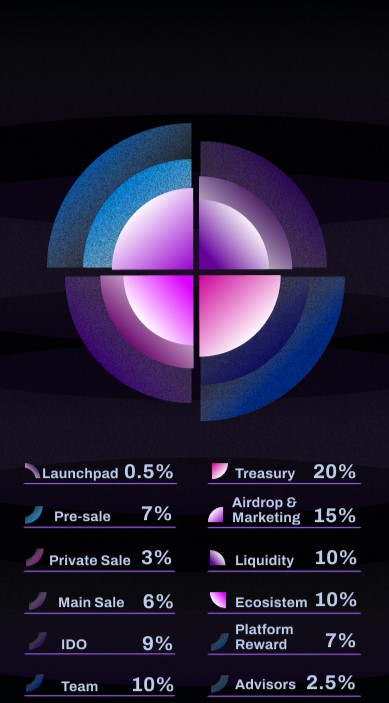 Launchpad 0.5%
Treasury 20%
Pre-sale 7%
Airdrop &
Marketing 15%
Private Sale 3%
Liquidity 10%
Main Sale 6%
Ecosistem 10%
IDO 9%
Platform
Reward 7%
Team 10%
Advisors 2.5%